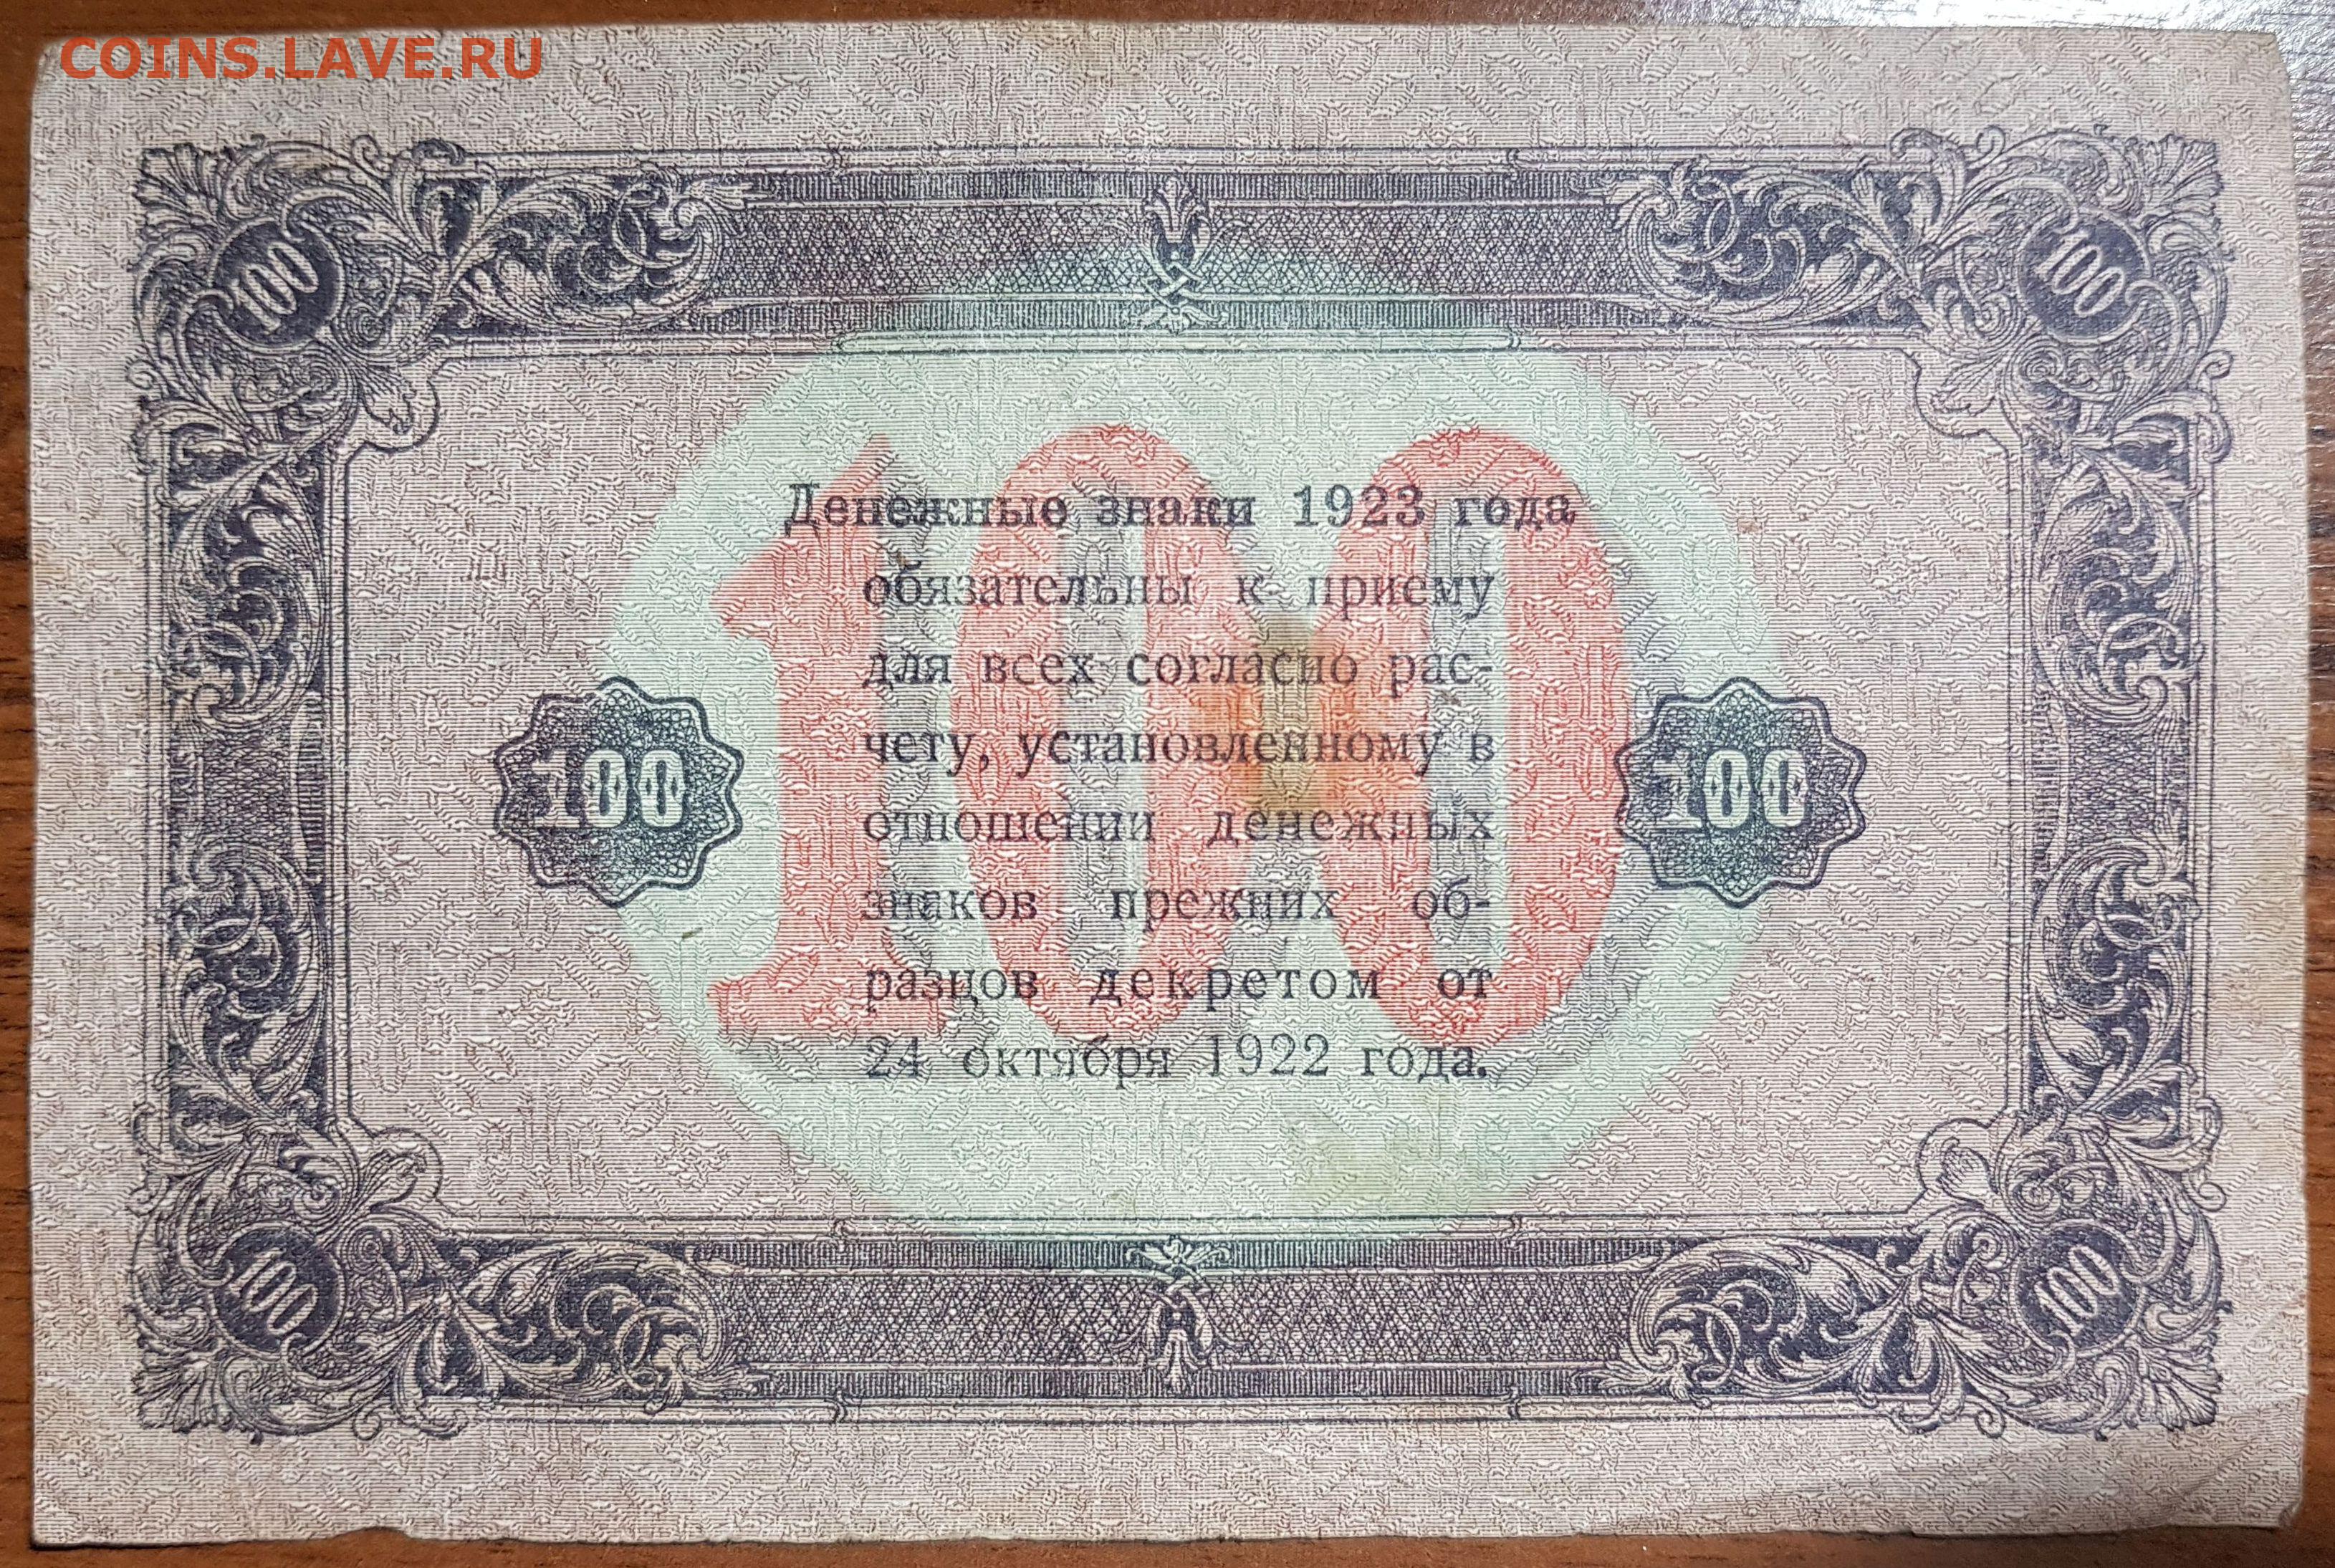 COINS.LAVE.RU
100 100
100
Денежные знаки 1923 года
обязательны к приему
для всех согласно рас-
чету, установленному в
отношении денежных
знаков прежних об-
разцов декретом от
24 октября 1922 года.
100 100
100 100